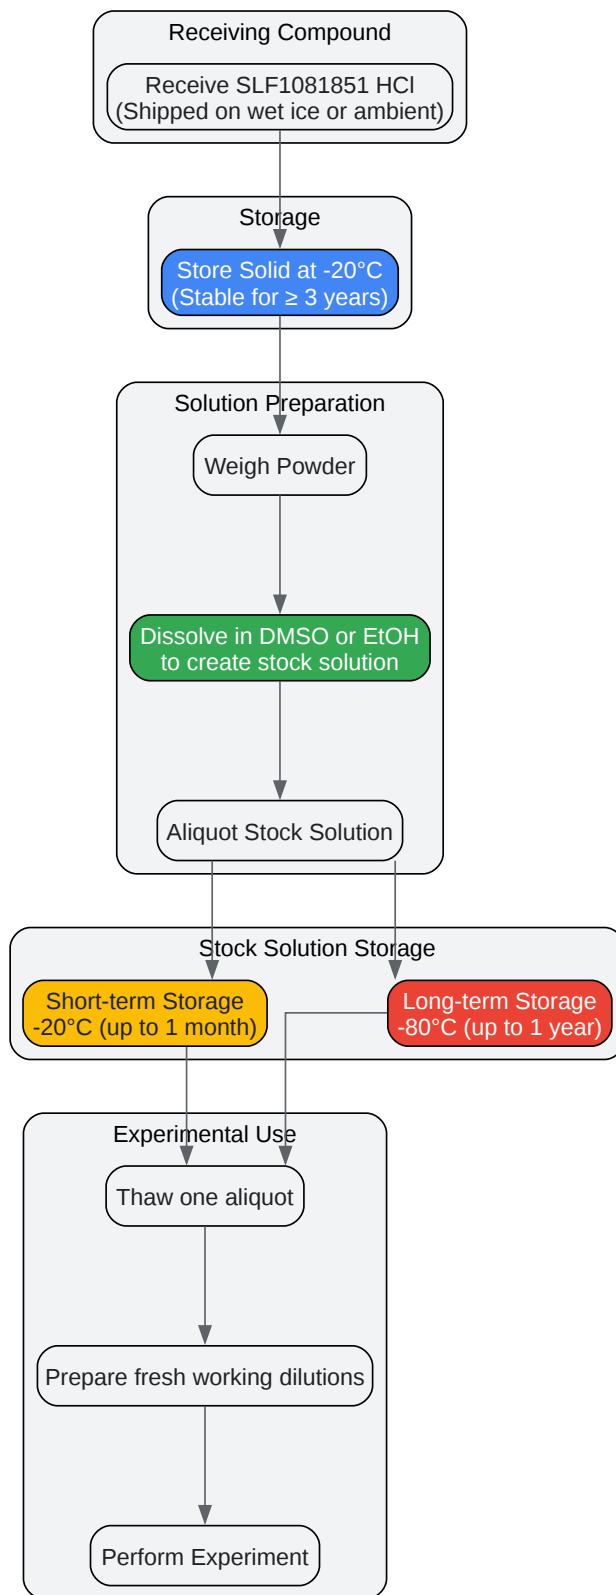 Receiving Compound
Receive SLF1081851 HCl
(Shipped on wet ice or ambient)
Storage
Store Solid at -20°C
(Stable for ≥ 3 years)
Solution Preparation
Weigh Powder
Dissolve in DMSO or EtOH
to create stock solution
Aliquot Stock Solution
Stock Solution Storage
Short-term Storage
-20°C (up to 1 month)
Long-term Storage
-80°C (up to 1 year)
Experimental Use
Thaw one aliquot
Prepare fresh working dilutions
Perform Experiment